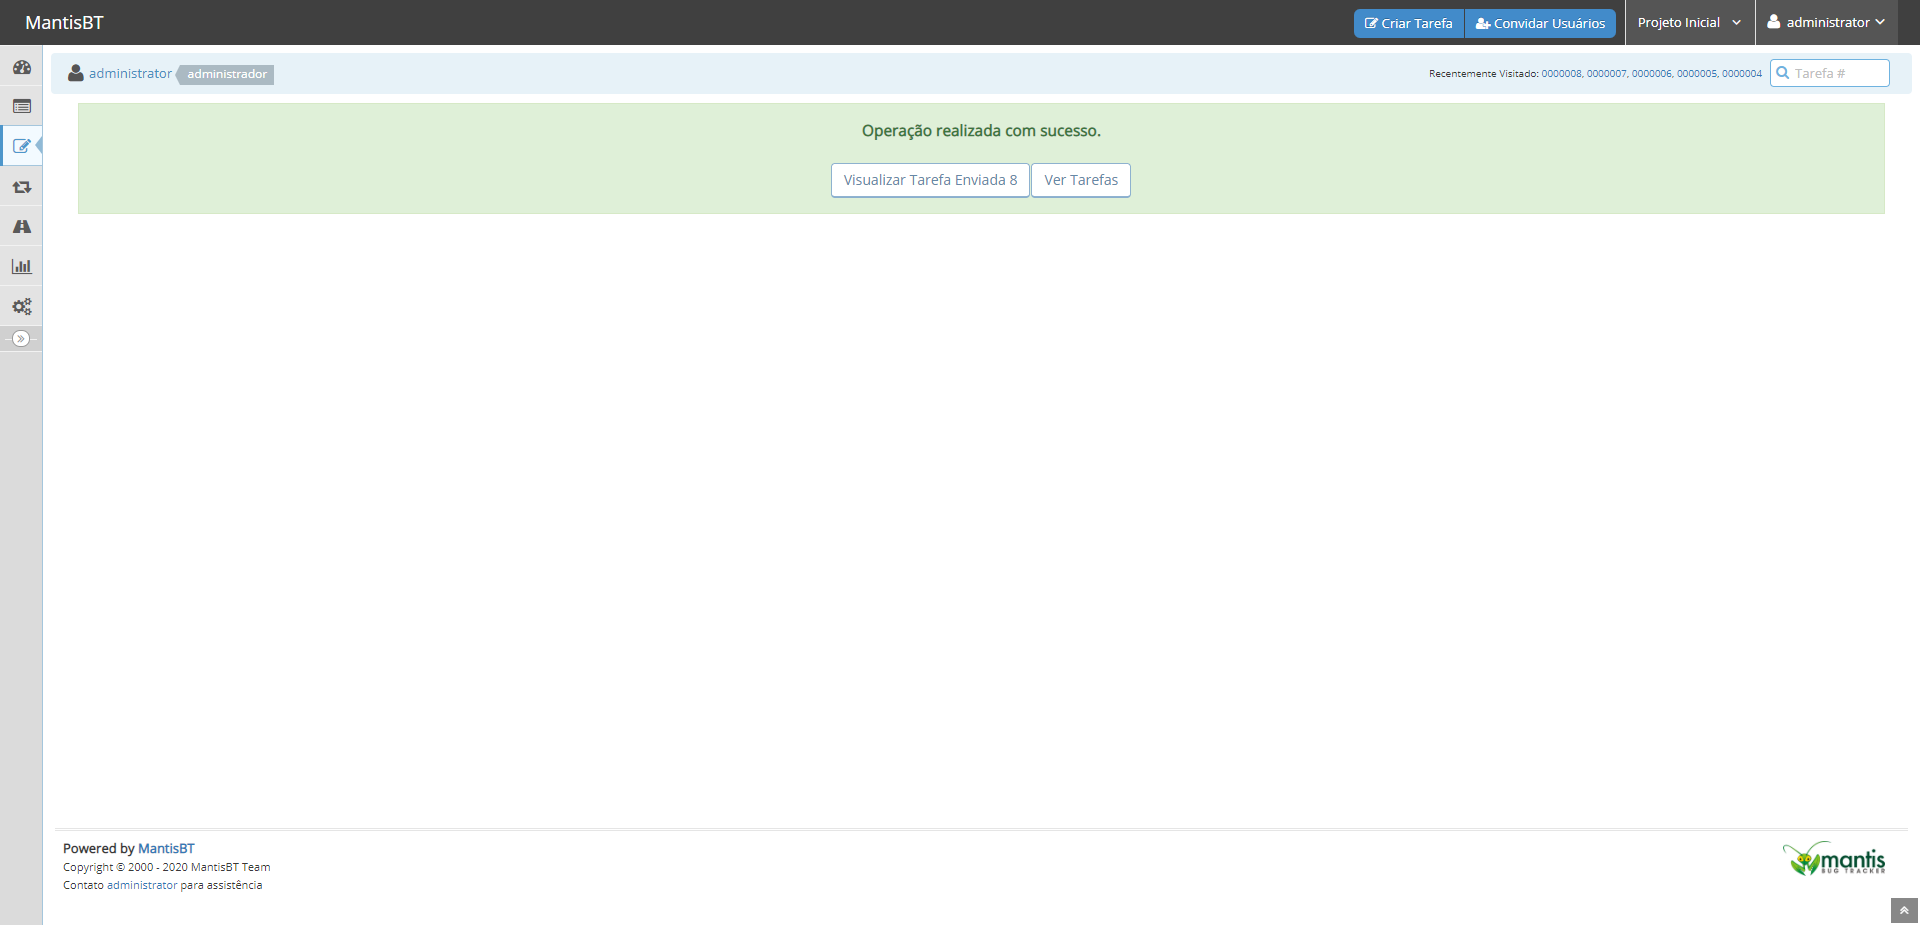 MantisBT
Criar Tarefa
Convidar Usuários
Projeto Inicial
administrator
administrator
administrador
Recentemente Visitado: 0000008, 0000007, 0000006, 0000005, 0000004
Tarefa #
Operação realizada com sucesso.
Visualizar Tarefa Enviada 8
Ver Tarefas
Powered by MantisBT
Copyright © 2000 - 2020 MantisBT Team
Contato administrator para assistência
mantis
BUG TRACKER